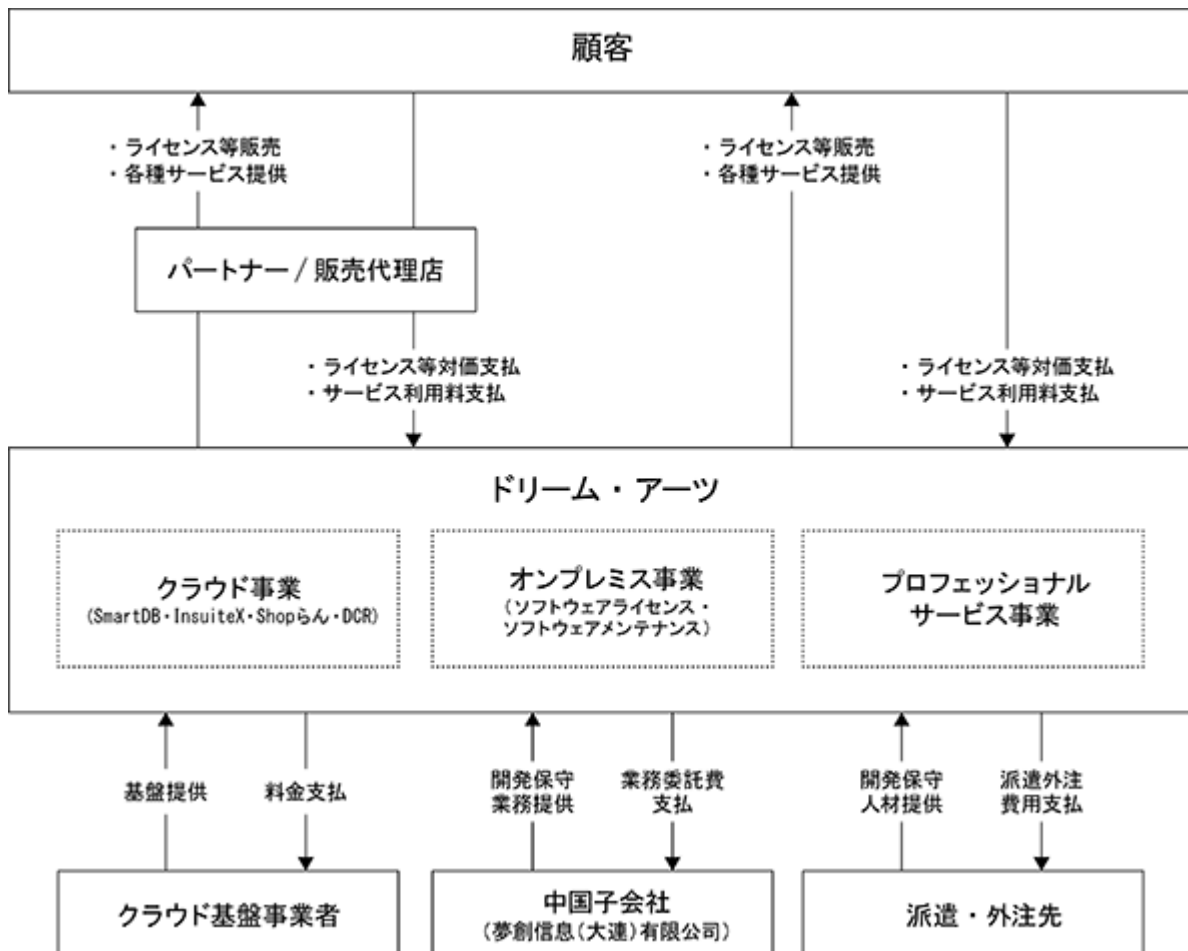 顧客
・ライセンス等販売
・各種サービス提供
・ライセンス等販売
・各種サービス提供
パートナー/販売代理店
・ライセンス等対価支払
・サービス利用料支払
・ライセンス等対価支払
・サービス利用料支払
ドリーム・アーツ
クラウド事業
(SmartDB・InsuiteX・Shopらん・DCR)
オンプレミス事業
(ソフトウェアライセンス・
ソフトウェアメンテナンス)
プロフェッショナル
サービス事業
基盤提供
料金支払
開発保守
業務提供
業務委託費
支払
開発保守
人材提供
派遣外注
費用支払
クラウド基盤事業者
中国子会社
(夢創信息(大連)有限公司)
派遣・外注先